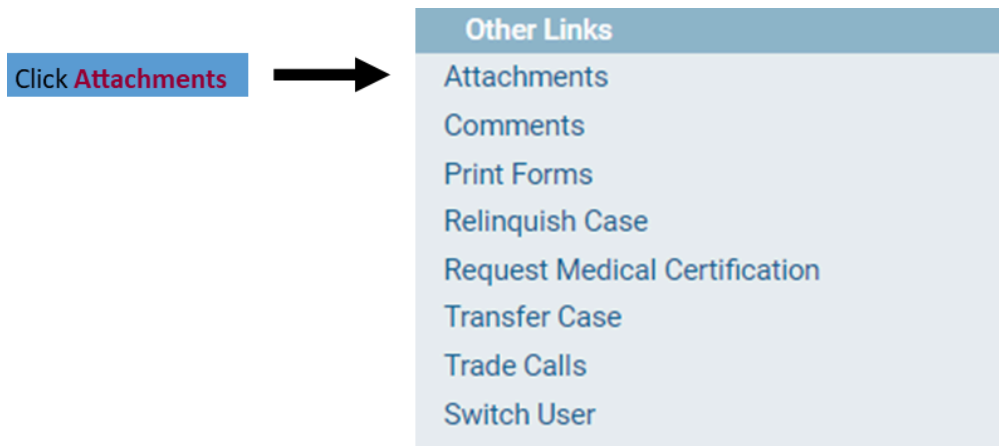 Other Links
Click Attachments
Attachments
Comments
Print Forms
Relinquish Case
Request Medical Certification
Transfer Case
Trade Calls
Switch User